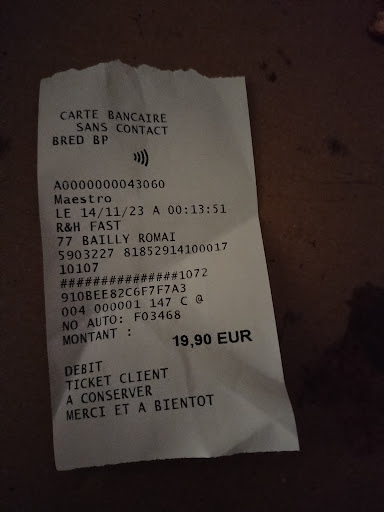 CARTE BANCAIRE
SANS CONTACT
BRED BP
A0000000043060
Maestro
LE 14/11/23 A 00:13:51
R&H FAST
77 BAILLY ROMAI
5903227 81852914100017
10107
###############1072
910BEE82C6F7F7A3
004 000001 147 C @
NO AUTO: F03468
MONTANT :
19,90 EUR
DEBIT
TICKET CLIENT
A CONSERVER
MERCI ET A BIENTOT